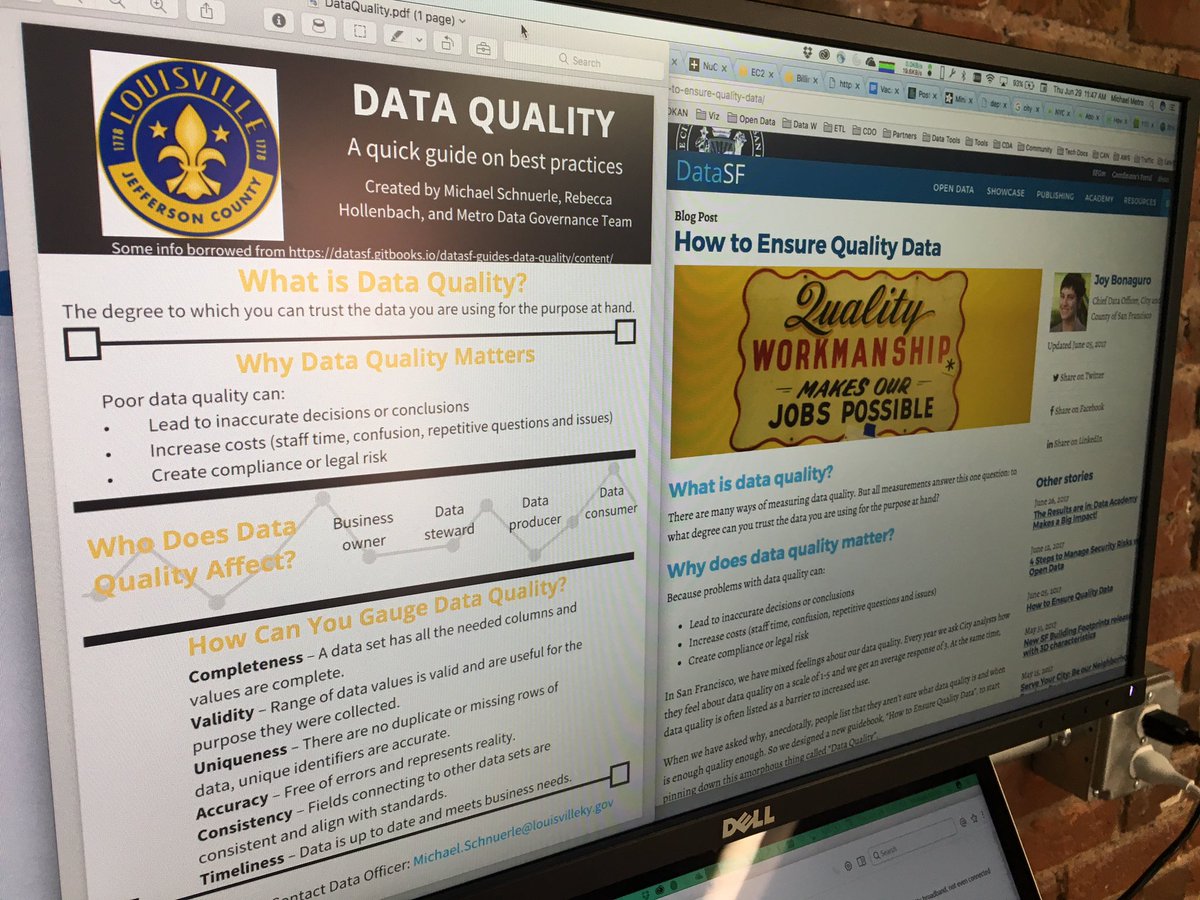 DataQuality.pdf (1 page)
Search
LOUISVILLE
1778 1778
JEFFERSON COUNTY
DATA QUALITY
A quick guide on best practices
Created by Michael Schnuerle, Rebecca
Hollenbach, and Metro Data Governance Team
Some info borrowed from https://datasf.gitbooks.io/datasf-guides-data-quality/content/
What is Data Quality?
The degree to which you can trust the data you are using for the purpose at hand.
Why Data Quality Matters
Poor data quality can:
• Lead to inaccurate decisions or conclusions
• Increase costs (staff time, confusion, repetitive questions and issues)
• Create compliance or legal risk
Who Does Data
Quality Affect?
Business
owner
Data
steward
Data
producer
Data
consumer
How Can You Gauge Data Quality?
Completeness – A data set has all the needed columns and
values are complete.
Validity – Range of data values is valid and are useful for the
purpose they were collected.
Uniqueness – There are no duplicate or missing rows of
data, unique identifiers are accurate.
Accuracy – Free of errors and represents reality.
Consistency – Fields connecting to other data sets are
consistent and align with standards.
Timeliness – Data is up to date and meets business needs.
ontact Data Officer: Michael.Schnuerle@louisvilleky.gov
93% Thu Jun 29 11:47 AM Michael Metro
NuC EC2 Billin http Vaca Post Min dep city NYC Abo
-to-ensure-quality-data/
OKAN Viz Open Data Data W ETL CDO Partners Data Tools Tools CDA Community Tech Docs CAN AWS Traffic
DataSF
OPEN DATA SHOWCASE PUBLISHING ACADEMY RESOURCES
Blog Post
How to Ensure Quality Data
Quality
WORKMANSHIP
MAKES OUR
JOBS POSSIBLE
Joy Bonaguro
Chief Data Officer, City and
County of San Francisco
Updated June 05, 2017
Share on Twitter
Share on Facebook
Share on LinkedIn
What is data quality?
There are many ways of measuring data quality. But all measurements answer this one question: to
what degree can you trust the data you are using for the purpose at hand?
Why does data quality matter?
Because problems with data quality can:
• Lead to inaccurate decisions or conclusions
• Increase costs (staff time, confusion, repetitive questions and issues)
• Create compliance or legal risk
In San Francisco, we have mixed feelings about our data quality. Every year we ask City analysts how
they feel about data quality on a scale of 1-5 and we get an average response of 3. At the same time,
data quality is often listed as a barrier to increased use.
When we have asked why, anecdotally, people list that they aren't sure what data quality is and when
is enough quality enough. So we designed a new guidebook, "How to Ensure Quality Data", to start
pinning down this amorphous thing called "Data Quality".
Other stories
June 26, 2017
The Results are in: Data Academy
Makes a Big Impact!
June 12, 2017
4 Steps to Manage Security Risks
Open Data
June 05, 2017
How to Ensure Quality Data
May 31, 2017
New SF Building Footprints releas
with 3D characteristics
May 15, 2017
Serve Your City: Be our Neighborho
DELL
Search
broadband, not even connected